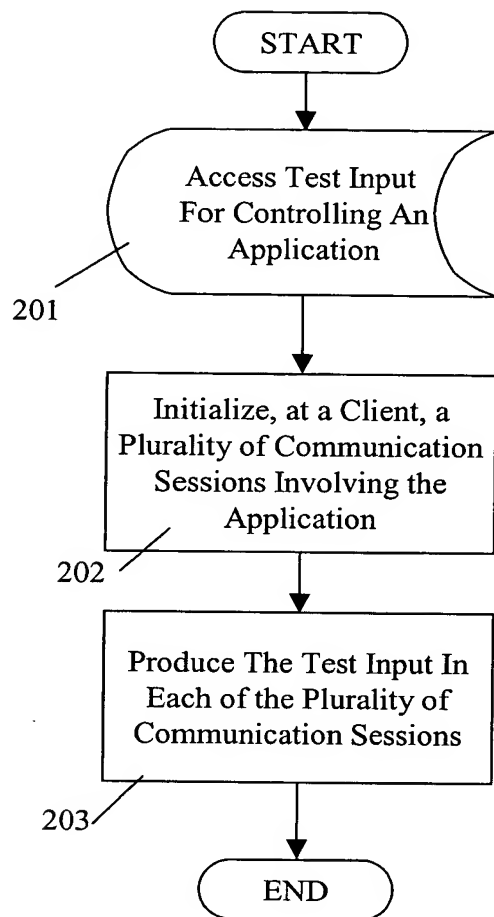 START
Access Test Input
For Controlling An
Application
201
Initialize, at a Client, a
Plurality of Communication
Sessions Involving the
Application
202
Produce The Test Input In
Each of the Plurality of
Communication Sessions
203
END